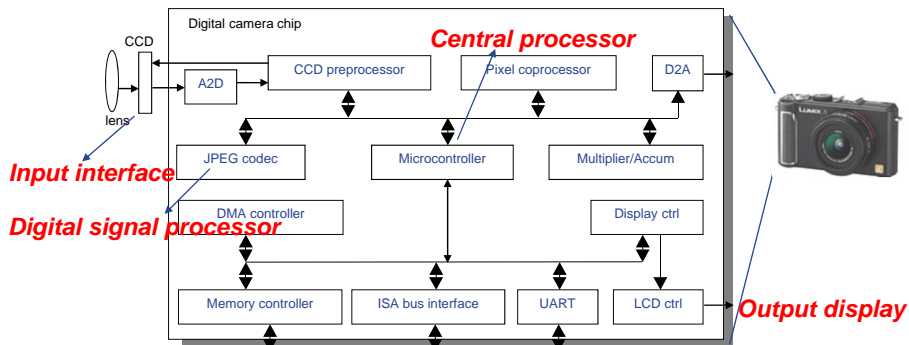 Digital camera chip
CCD
Central processor
CCD preprocessor
Pixel coprocessor
D2A
A2D
lens
LUMIX
JPEG codec
Microcontroller
Multiplier/Accum
Input interface
Digital signal processor
DMA controller
Display ctrl
Memory controller
ISA bus interface
UART
LCD ctrl
Output display